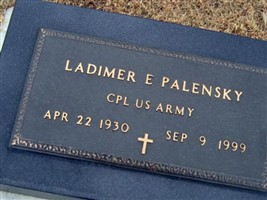 LADIMER E PALENSKY
CPL US ARMY
APR 22 1930 SEP 9 1999